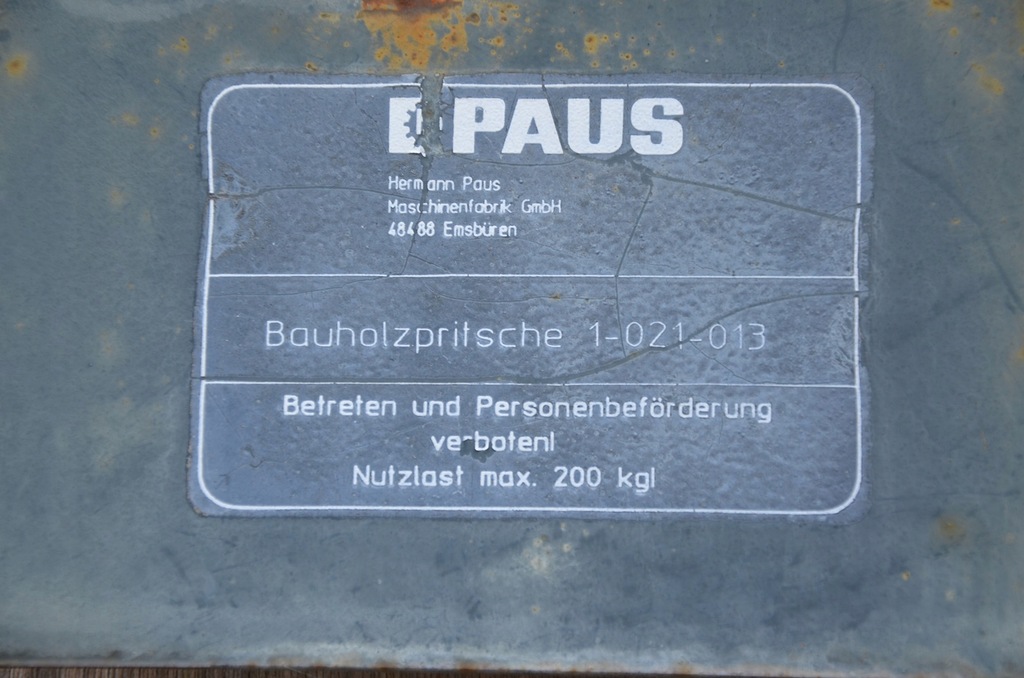 PAUS
Hermann Paus
Maschinenfabrik GmbH
48488 Emsbüren
Bauholzpritsche 1-021-013
Betreten und Personenbeförderung
verboten!
Nutzlast max. 200 kg!